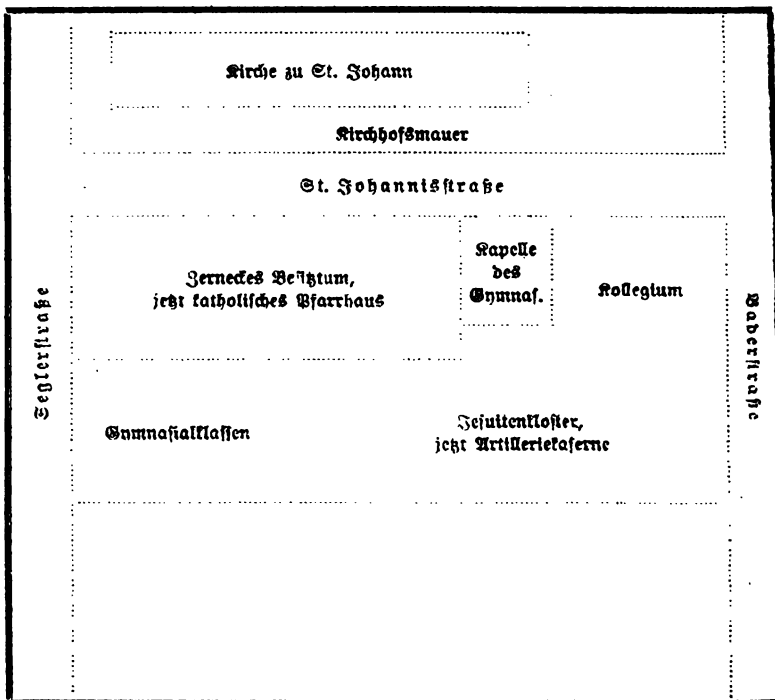 Kirche zu St. Johann
Kirchhofsmauer
St. Johannisstraße
Zerneckes Besitztum,
jetzt katholisches Pfarrhaus
Kapelle
des
Gymnas.
Kollegium
Seglerstraße
Baderstraße
Gymnasialklassen
Jesuitenkloster,
jetzt Artilleriekaserne